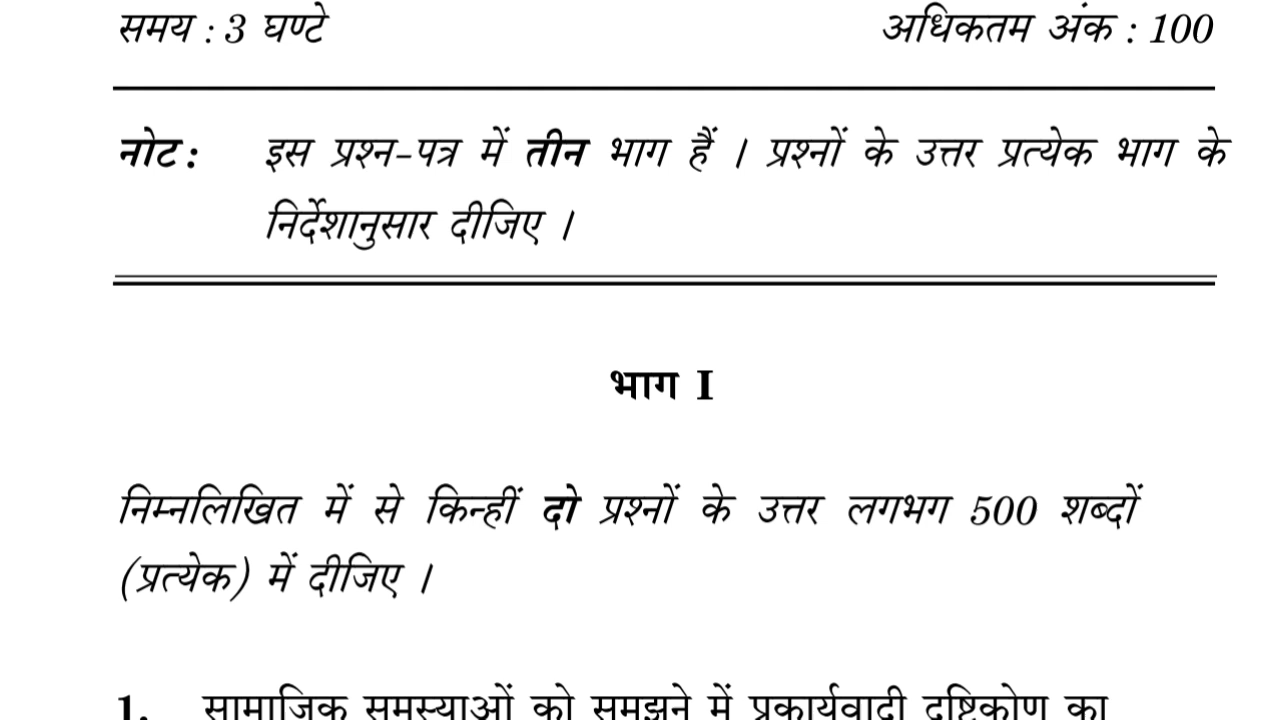 समय : 3 घण्टे अधिकतम अंक : 100
नोट : इस प्रश्न-पत्र में तीन भाग हैं । प्रश्नों के उत्तर प्रत्येक भाग के
निर्देशानुसार दीजिए ।
भाग I
निम्नलिखित में से किन्हीं दो प्रश्नों के उत्तर लगभग 500 शब्दों
(प्रत्येक) में दीजिए ।
1. सामाजिक समस्याओं को समझने में प्रकार्यवादी दृष्टिकोण का